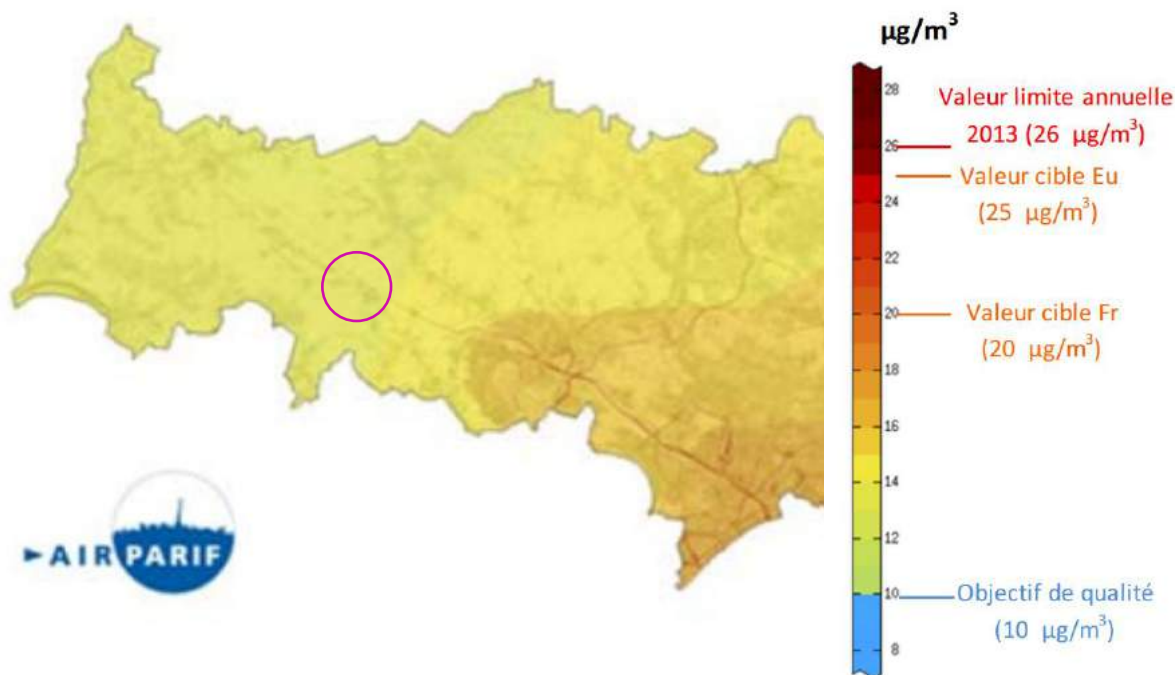 µg/m³
28
Valeur limite annuelle
2013 (26 µg/m³)
26
Valeur cible Eu
(25 µg/m³)
24
22
20
Valeur cible Fr
(20 µg/m³)
18
16
14
12
10
Objectif de qualité
(10 µg/m³)
8
AIRPARIF